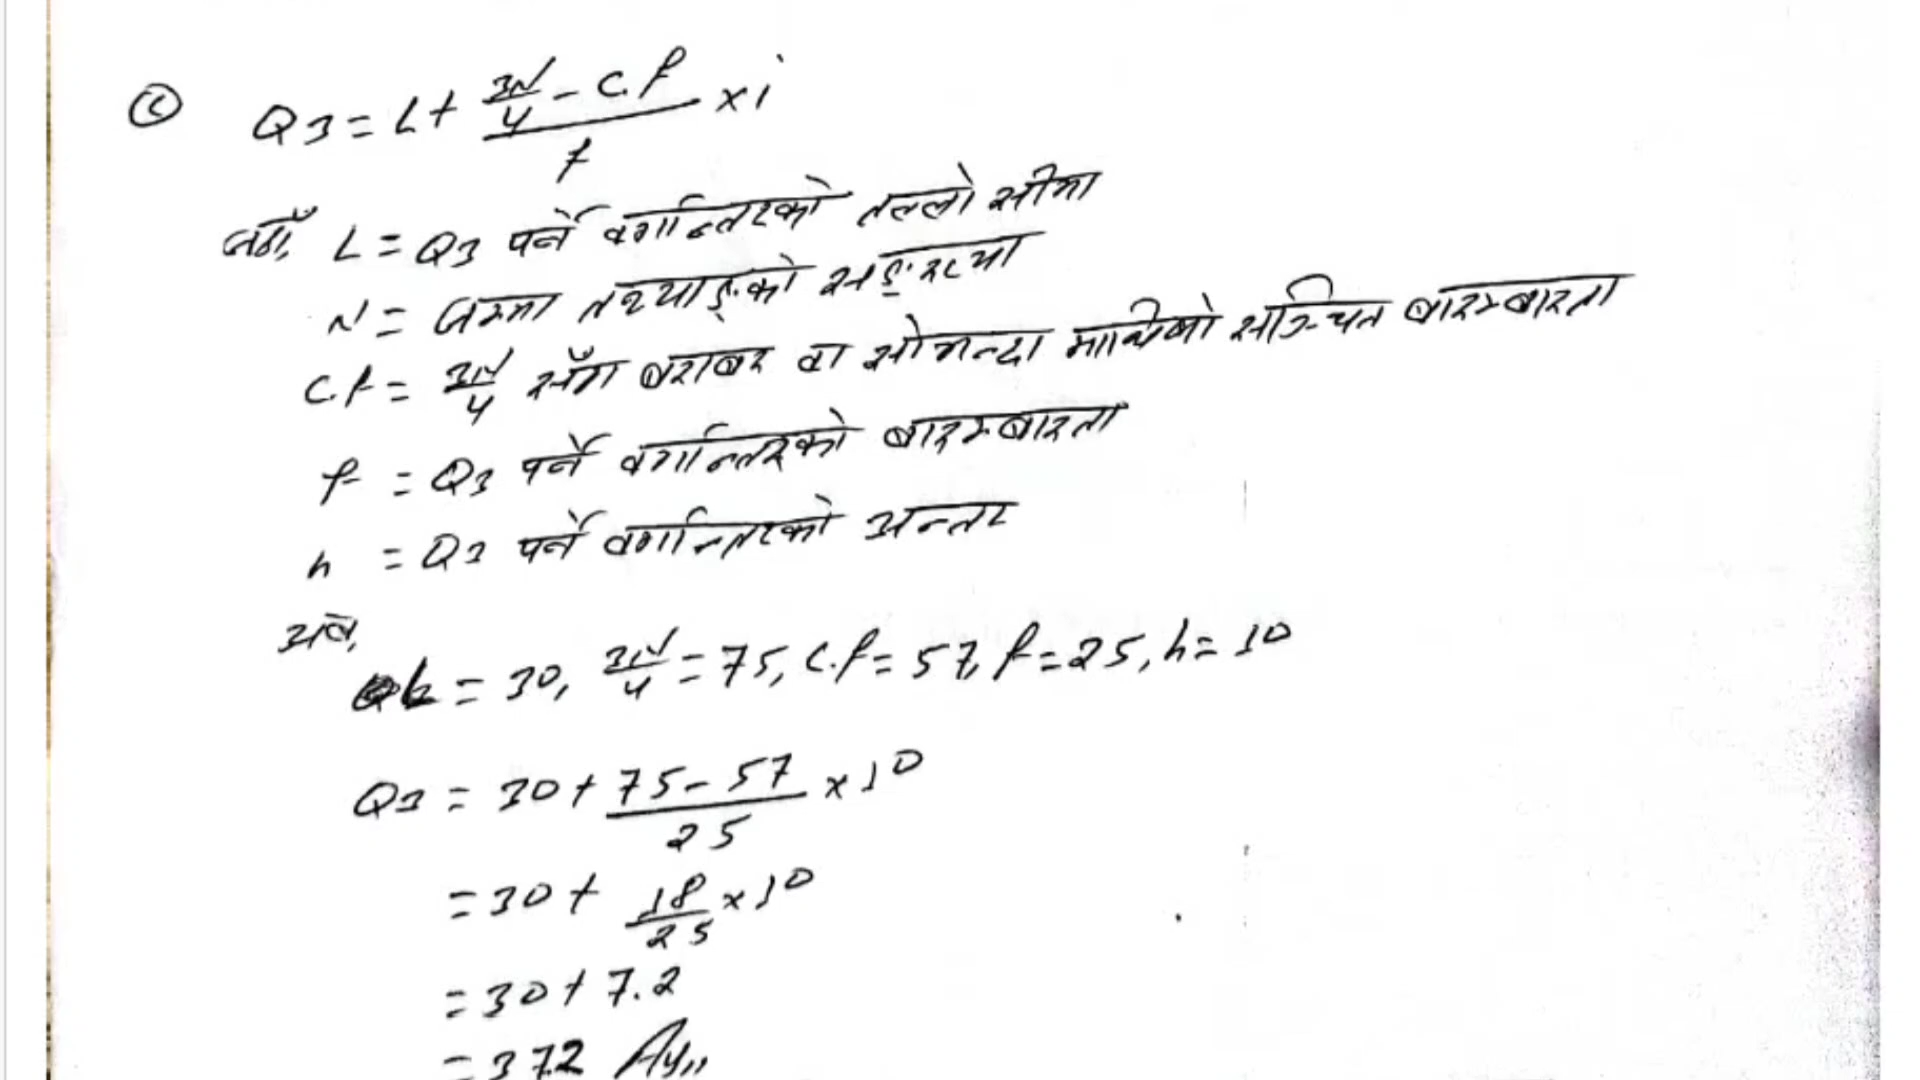 (c) Q3 = L + (3N/4 - c.f)/f × i
जहाँ, L = Q3 पर्ने वर्गान्तरको तल्लो सीमा
N = जम्मा तथ्याङ्कको सङ्ख्या
c.f = 3N/4 सँग बराबर वा सोभन्दा माथिको सञ्चित बारम्बारता
f = Q3 पर्ने वर्गान्तरको बारम्बारता
h = Q3 पर्ने वर्गान्तरको अन्तर
अब,
L = 30, 3N/4 = 75, c.f = 57, f = 25, h = 10
Q3 = 30 + (75 - 57)/25 × 10
= 30 + 18/25 × 10
= 30 + 7.2
= 37.2 Ans